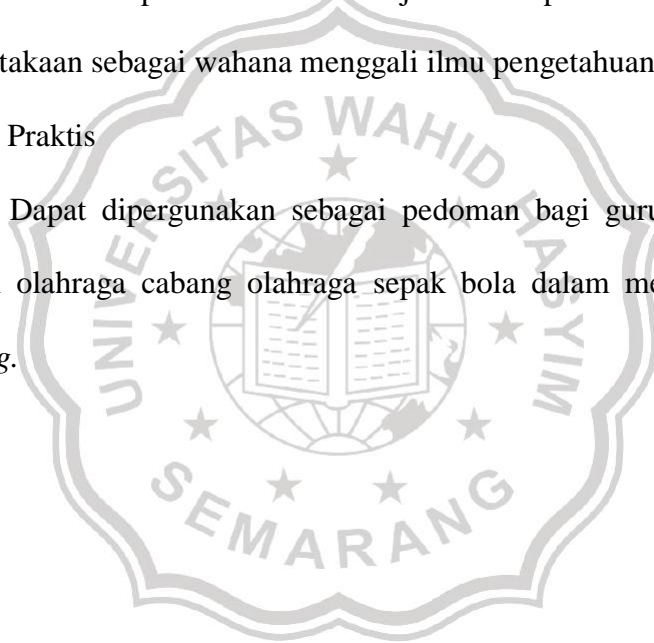 takaan sebagai wahana menggali ilmu pengetahuan
Praktis
Dapat dipergunakan sebagai pedoman bagi guru
olahraga cabang olahraga sepak bola dalam me
g.
UNIVERSITAS WAHID HASYIM
SEMARANG